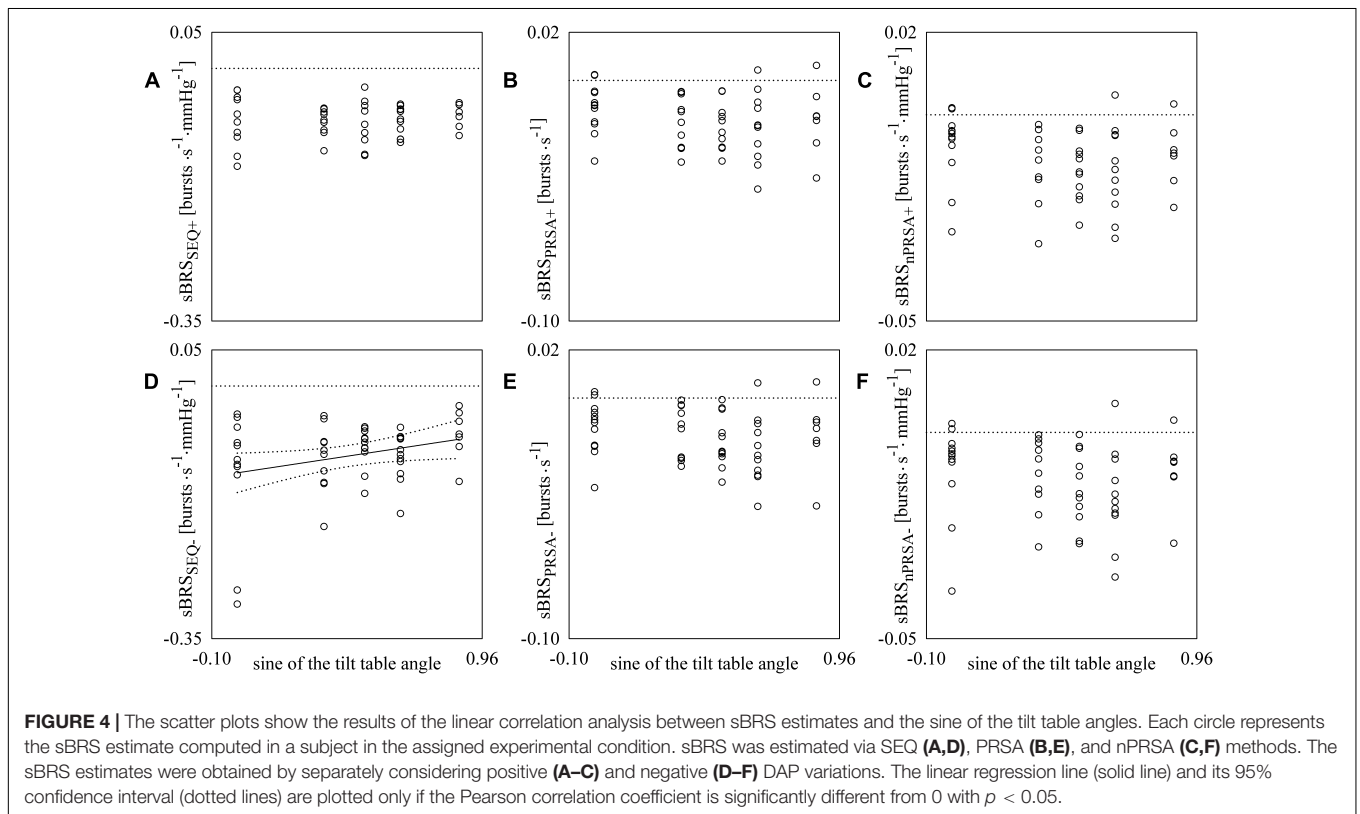 0.05
A
sBRS_SEQ+ [bursts·s^-1·mmHg^-1]
-0.35
0.02
B
sBRS_PRSA+ [bursts·s^-1]
-0.10
0.02
C
sBRS_nPRSA+ [bursts·s^-1·mmHg^-1]
-0.05
0.05
D
sBRS_SEQ- [bursts·s^-1·mmHg^-1]
-0.35
-0.10 sine of the tilt table angle 0.96
0.02
E
sBRS_PRSA- [bursts·s^-1]
-0.10
-0.10 sine of the tilt table angle 0.96
0.02
F
sBRS_nPRSA- [bursts·s^-1·mmHg^-1]
-0.05
-0.10 sine of the tilt table angle 0.96
FIGURE 4 | The scatter plots show the results of the linear correlation analysis between sBRS estimates and the sine of the tilt table angles. Each circle represents
the sBRS estimate computed in a subject in the assigned experimental condition. sBRS was estimated via SEQ (A,D), PRSA (B,E), and nPRSA (C,F) methods. The
sBRS estimates were obtained by separately considering positive (A–C) and negative (D–F) DAP variations. The linear regression line (solid line) and its 95%
confidence interval (dotted lines) are plotted only if the Pearson correlation coefficient is significantly different from 0 with p < 0.05.